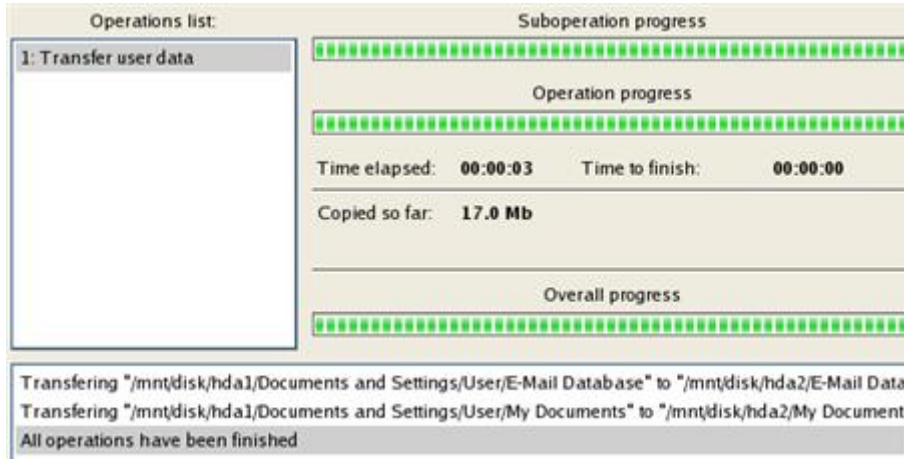 Operations list:
1: Transfer user data
Suboperation progress
Operation progress
Time elapsed: 00:00:03 Time to finish: 00:00:00
Copied so far: 17.0 Mb
Overall progress
Transfering "/mnt/disk/hda1/Documents and Settings/User/E-Mail Database" to "/mnt/disk/hda2/E-Mail Data
Transfering "/mnt/disk/hda1/Documents and Settings/User/My Documents" to "/mnt/disk/hda2/My Document
All operations have been finished